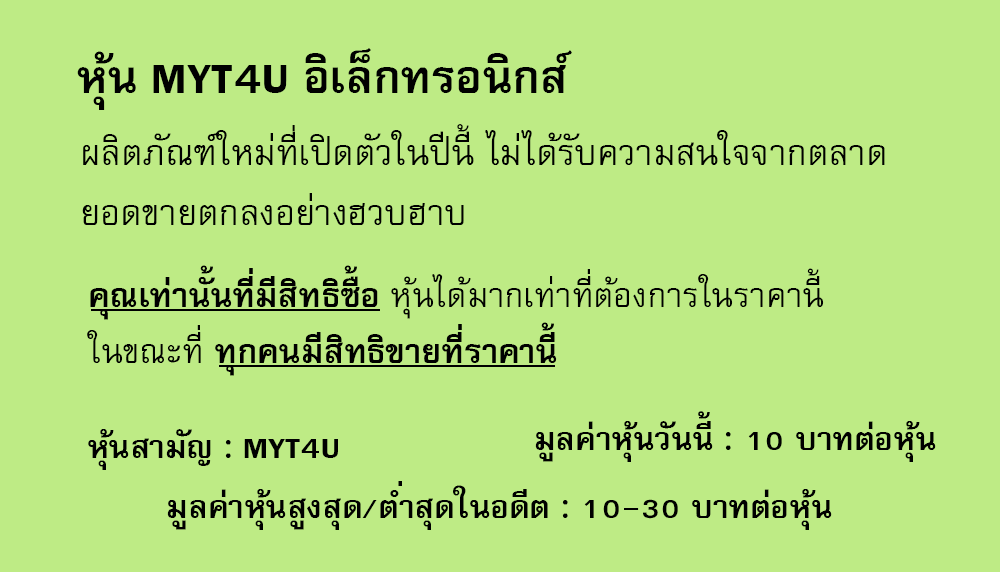 หุ้น MYT4U อิเล็กทรอนิกส์
ผลิตภัณฑ์ใหม่ที่เปิดตัวในปีนี้ ไม่ได้รับความสนใจจากตลาด
ยอดขายตกลงอย่างฮวบฮาบ
คุณเท่านั้นที่มีสิทธิซื้อ หุ้นได้มากเท่าที่ต้องการในราคานี้
ในขณะที่ ทุกคนมีสิทธิขายที่ราคานี้
หุ้นสามัญ : MYT4U
มูลค่าหุ้นวันนี้ : 10 บาทต่อหุ้น
มูลค่าหุ้นสูงสุด/ต่ำสุดในอดีต : 10-30 บาทต่อหุ้น